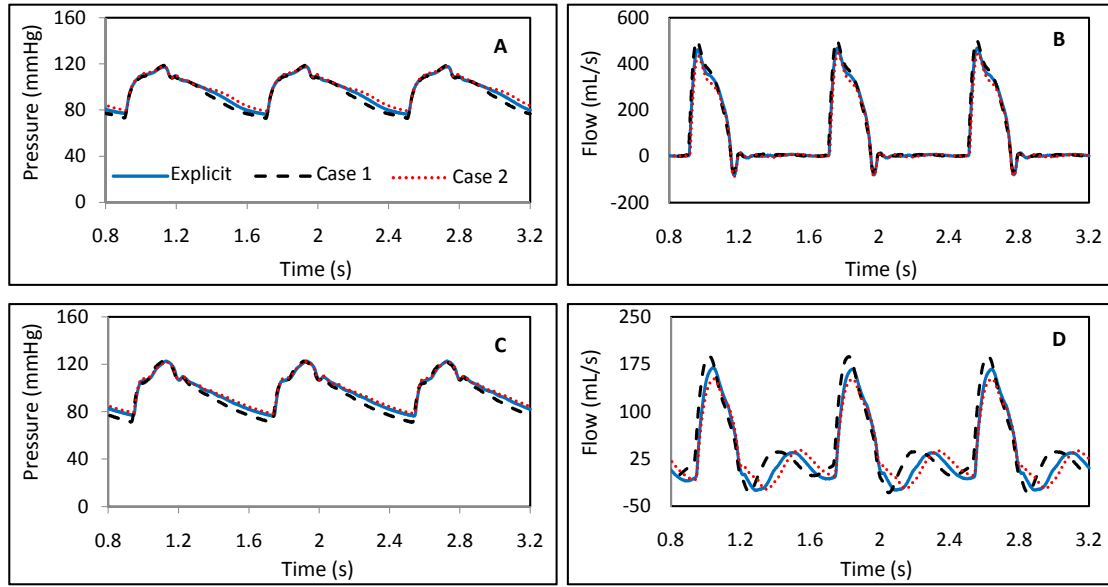 A
Pressure (mmHg)
160
120
80
40
0
Explicit Case 1 Case 2
0.8 1.2 1.6 2 2.4 2.8 3.2
Time (s)
B
Flow (mL/s)
600
400
200
0
-200
0.8 1.2 1.6 2 2.4 2.8 3.2
Time (s)
C
Pressure (mmHg)
160
120
80
40
0
0.8 1.2 1.6 2 2.4 2.8 3.2
Time (s)
D
Flow (mL/s)
250
175
100
25
-50
0.8 1.2 1.6 2 2.4 2.8 3.2
Time (s)